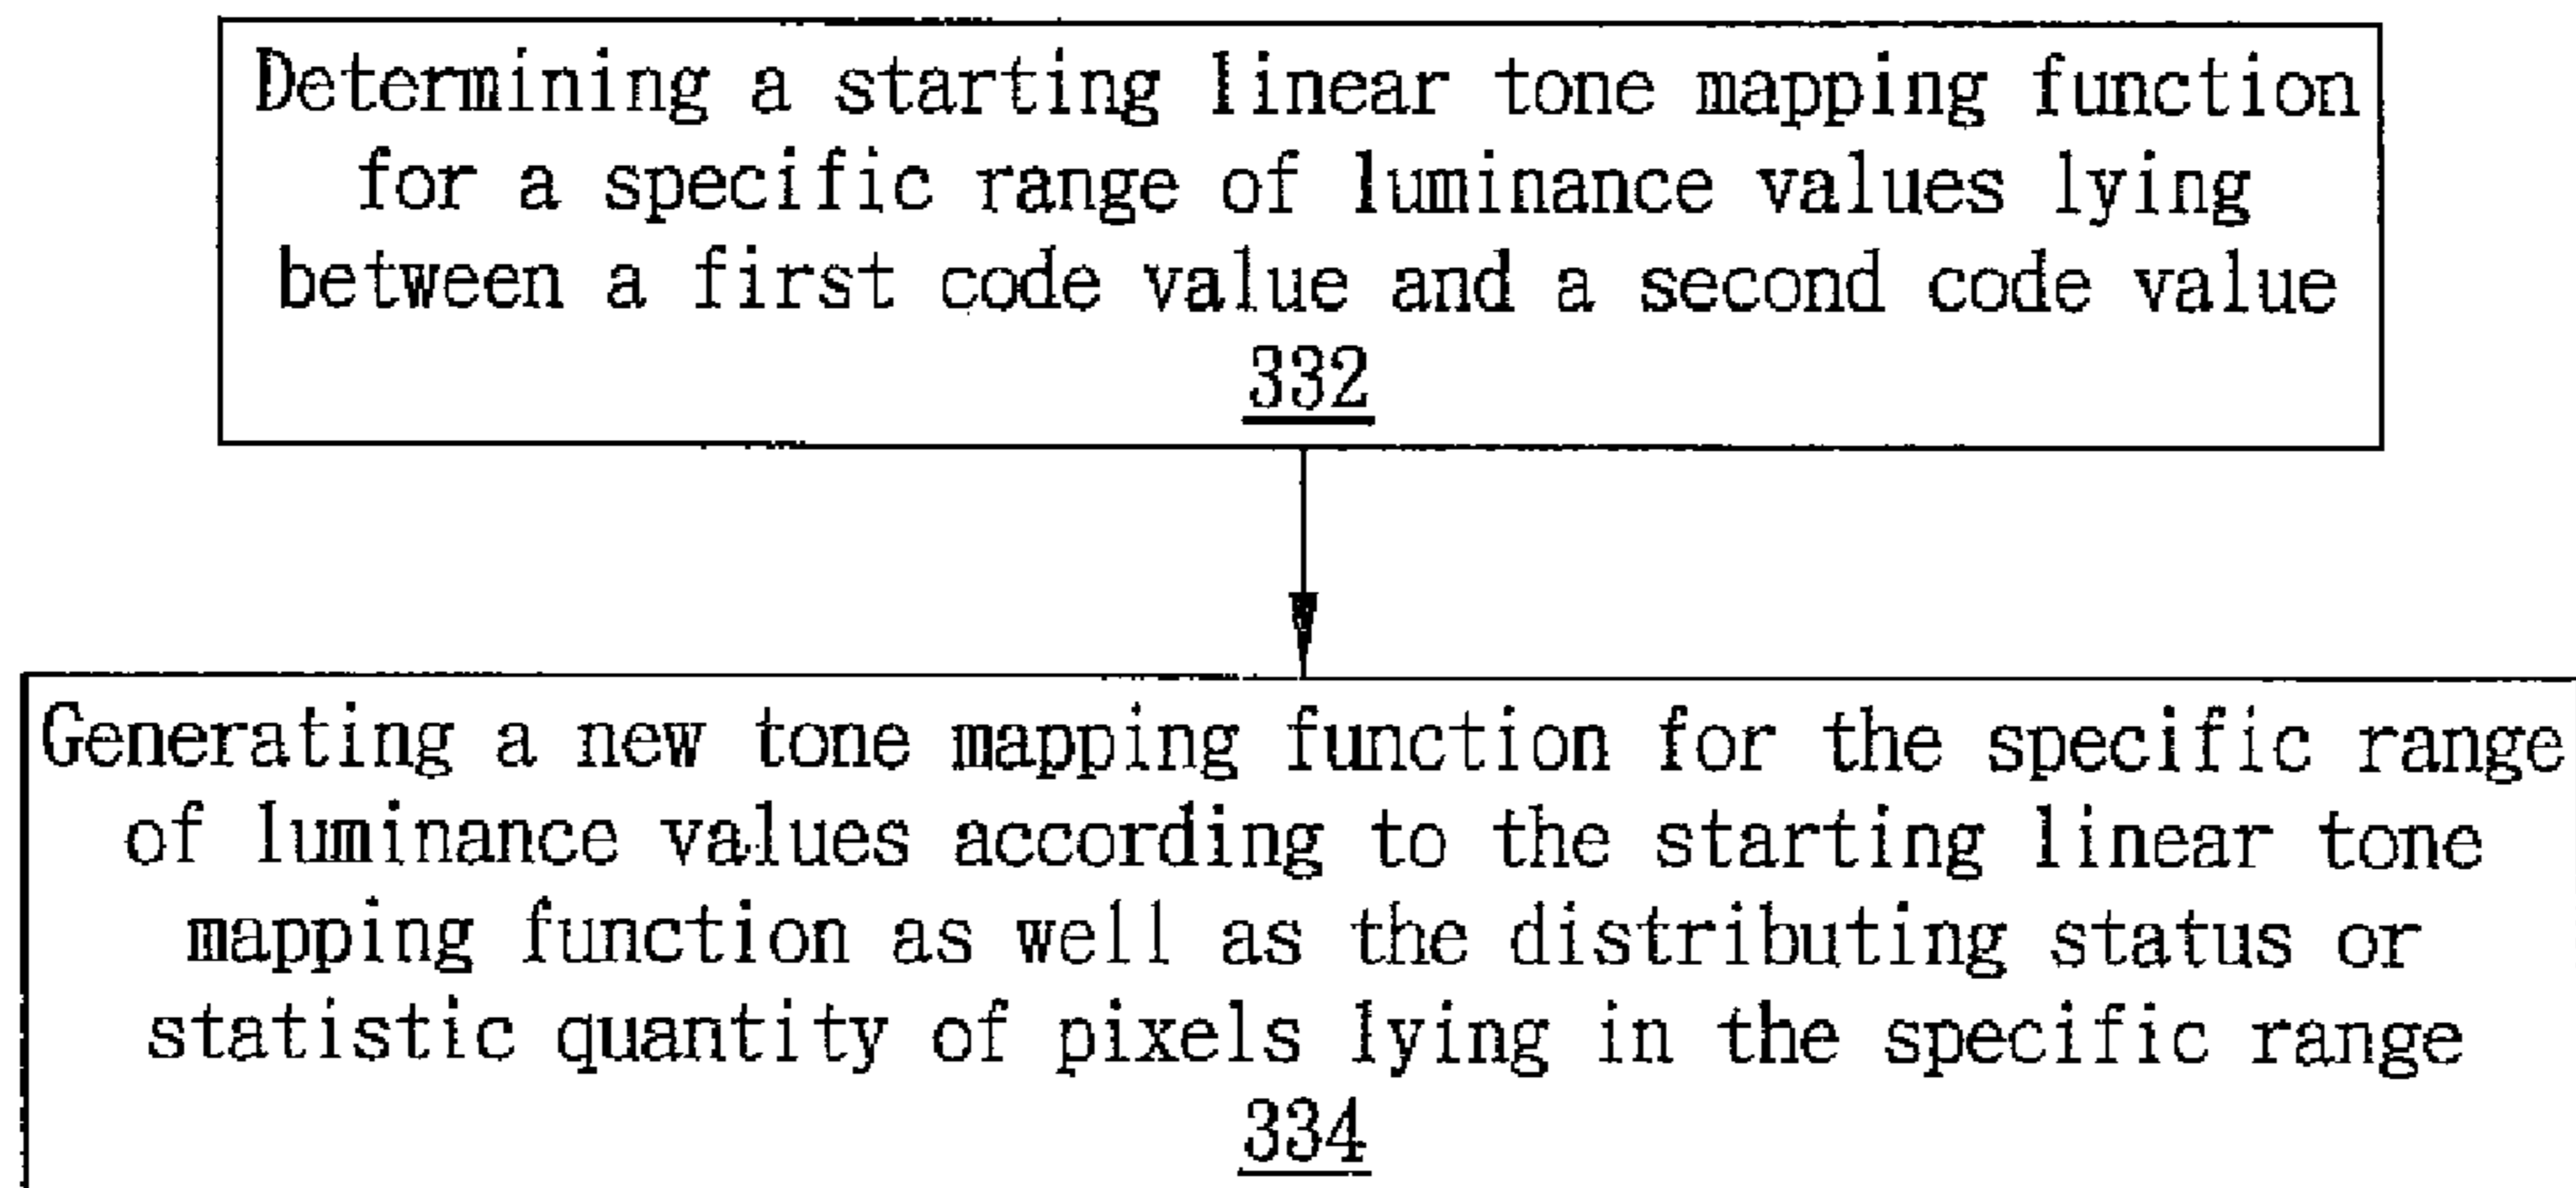 Determining a starting linear tone mapping function
for a specific range of luminance values lying
between a first code value and a second code value
332
Generating a new tone mapping function for the specific range
of luminance values according to the starting linear tone
mapping function as well as the distributing status or
statistic quantity of pixels lying in the specific range
334